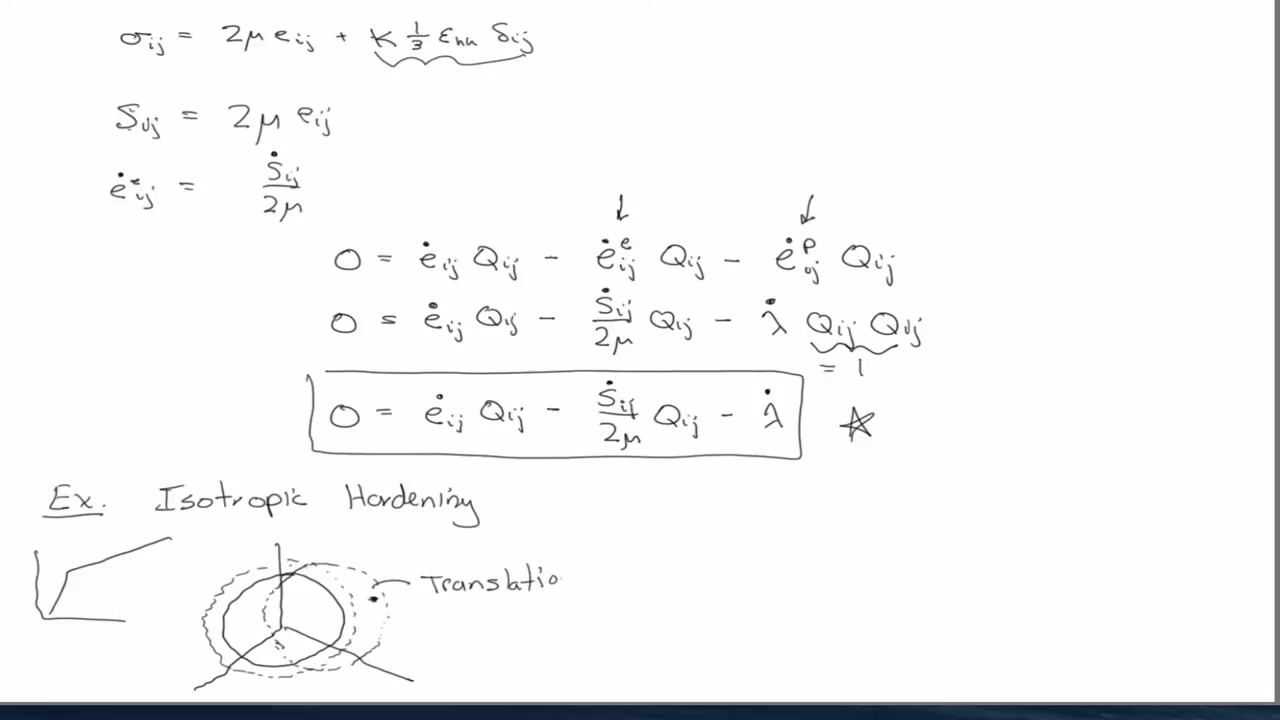 σij = 2μ eij + K 1/3 εkk δij
Sij = 2μ eij
ėᵉij = Ṡij/2μ
0 = ėij Qij − ėᵉij Qij − ėᵖij Qij
0 = ėij Qij − Ṡij/2μ Qij − λ̇ Qij Qij
= 1
0 = ėij Qij − Ṡij/2μ Qij − λ̇ ☆
Ex. Isotropic Hardening
Translatio